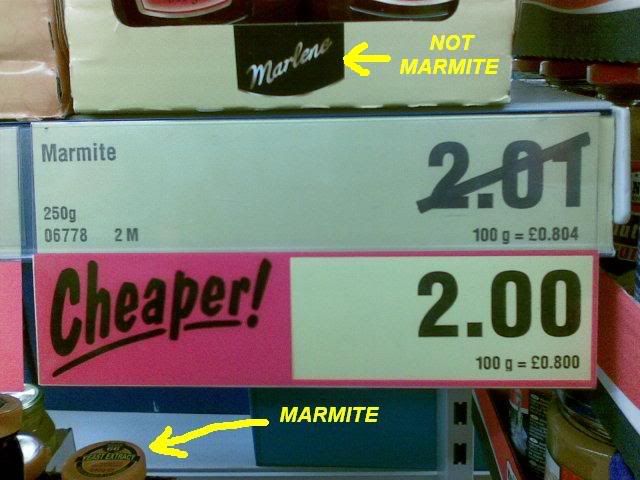 Marlene
NOT
MARMITE
Marmite
2.01
250g
06778 2 M
100 g = £0.804
Cheaper!
2.00
100 g = £0.800
MARMITE
YEAST EXTRACT